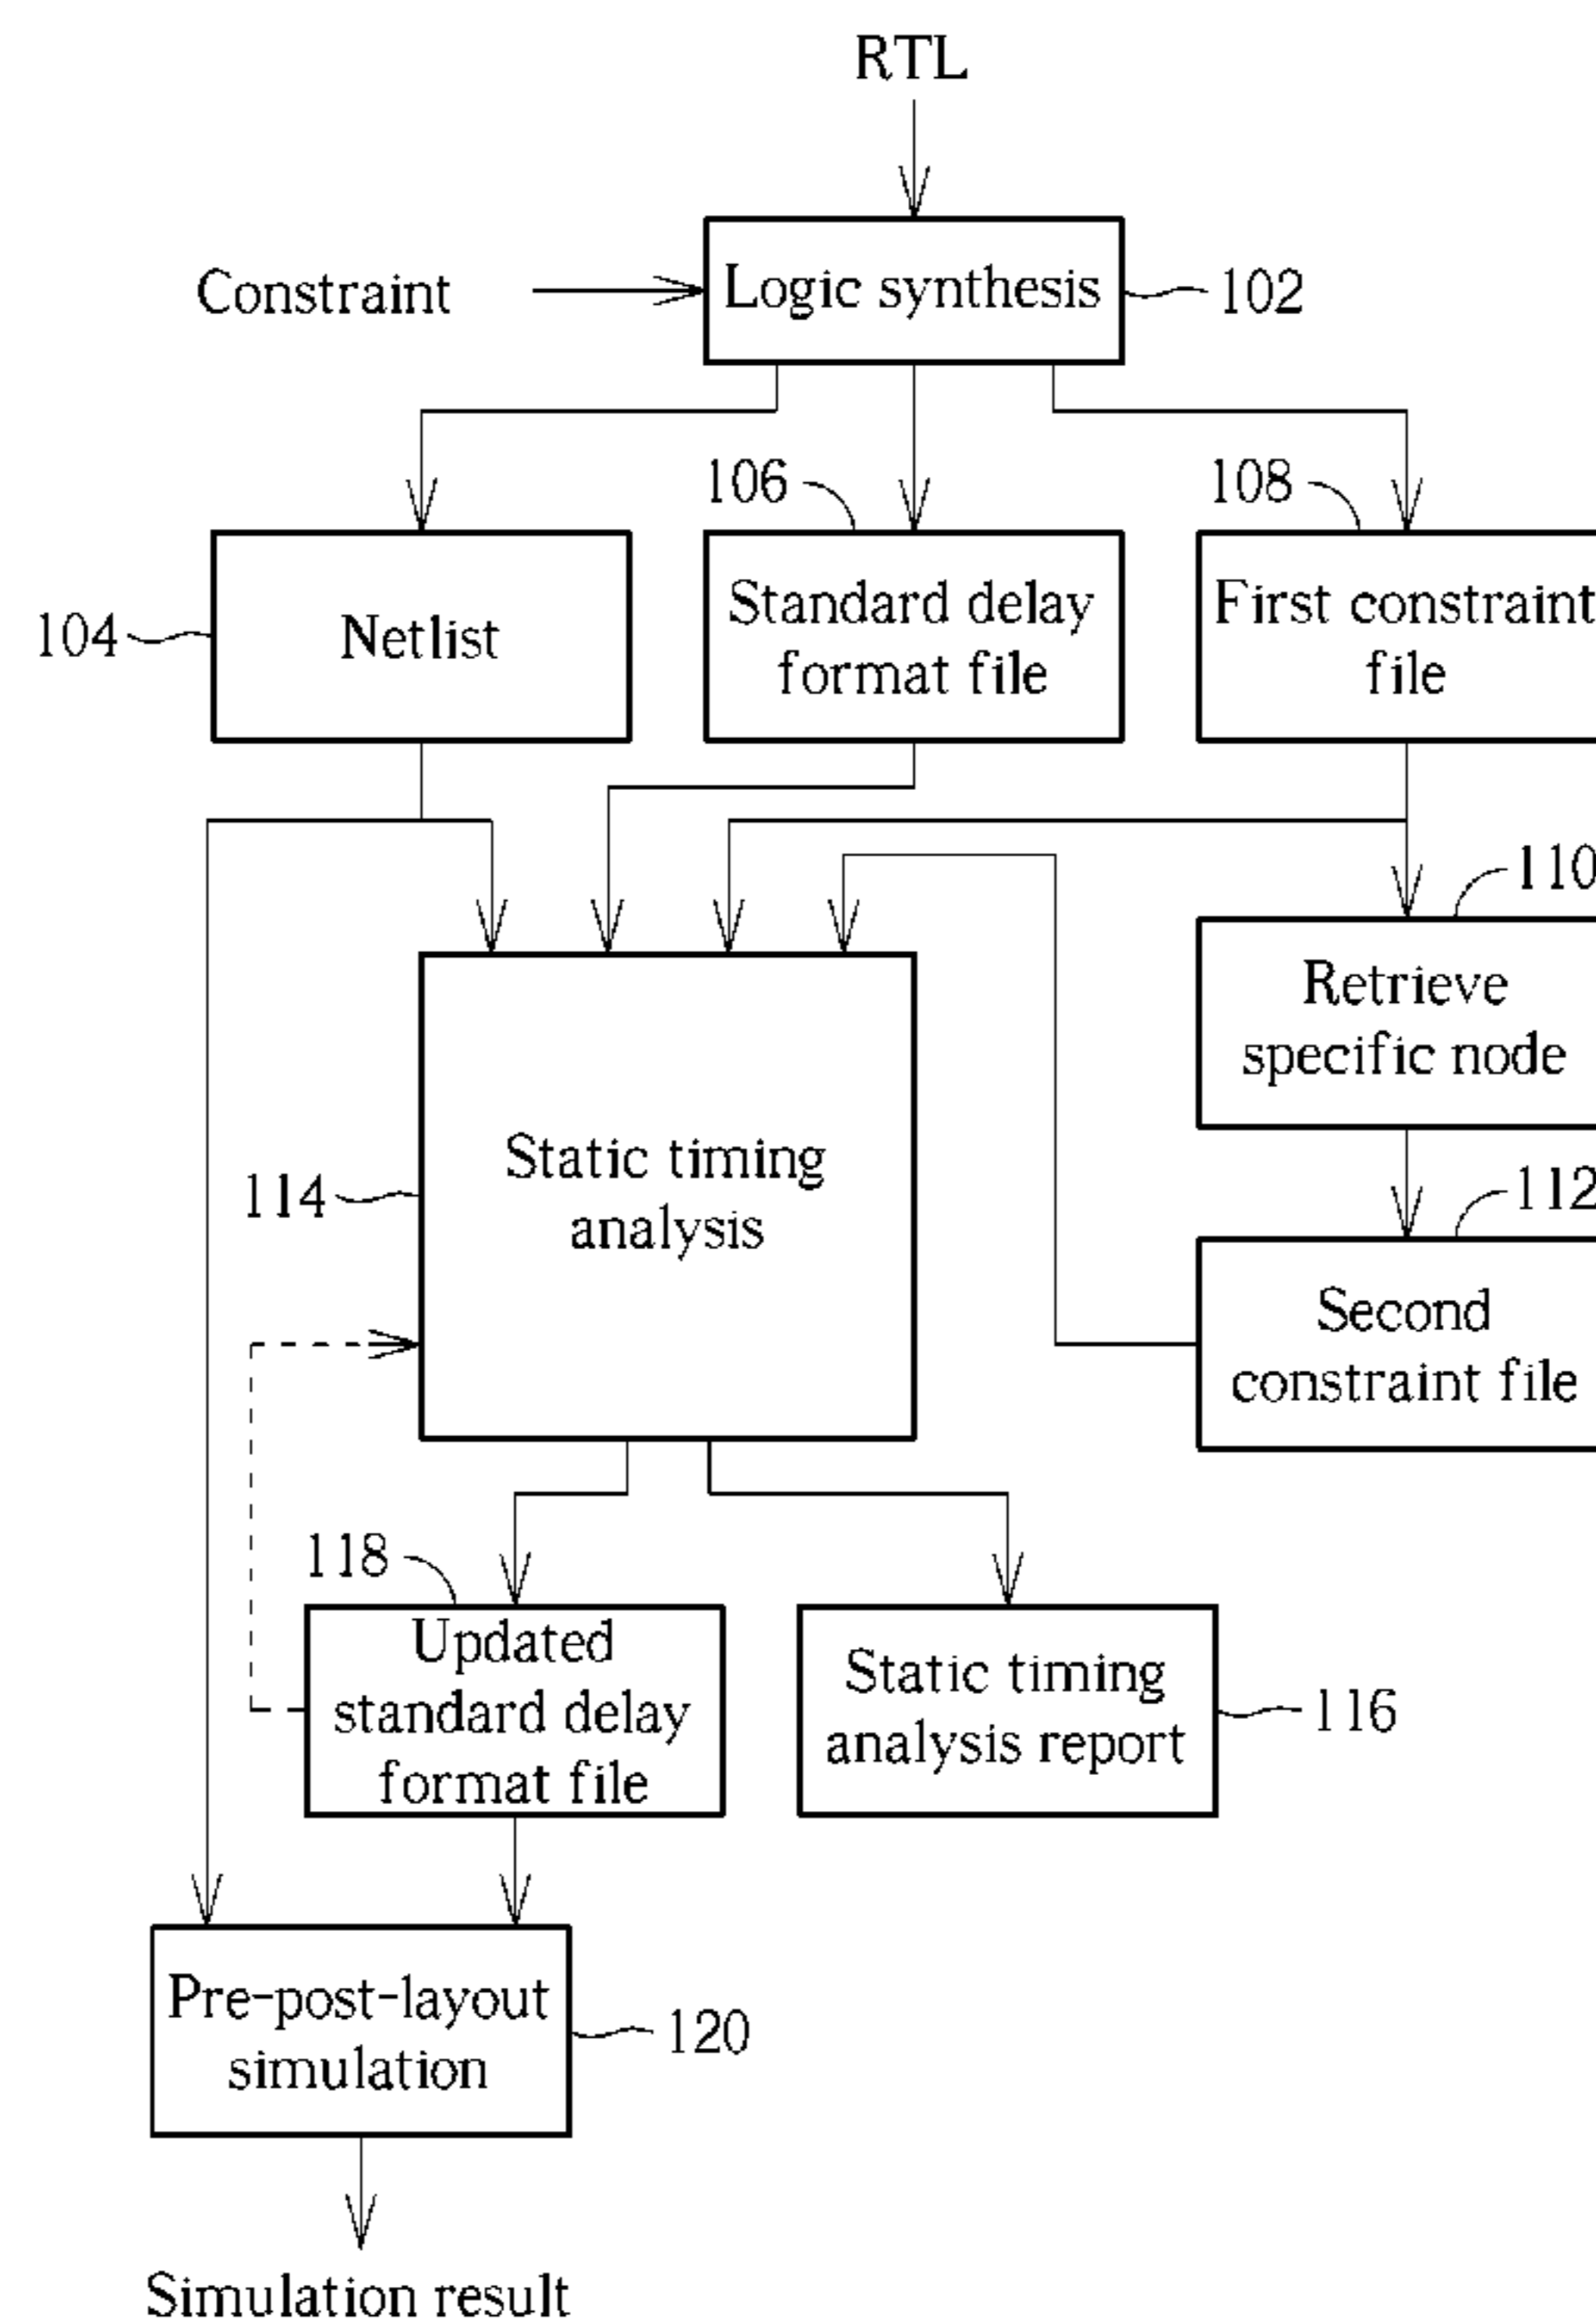 RTL
Constraint
Logic synthesis
102
106
108
104
Netlist
Standard delay
format file
First constraint
file
110
Retrieve
specific node
114
Static timing
analysis
112
Second
constraint file
118
Updated
standard delay
format file
Static timing
analysis report
116
Pre-post-layout
simulation
120
Simulation result